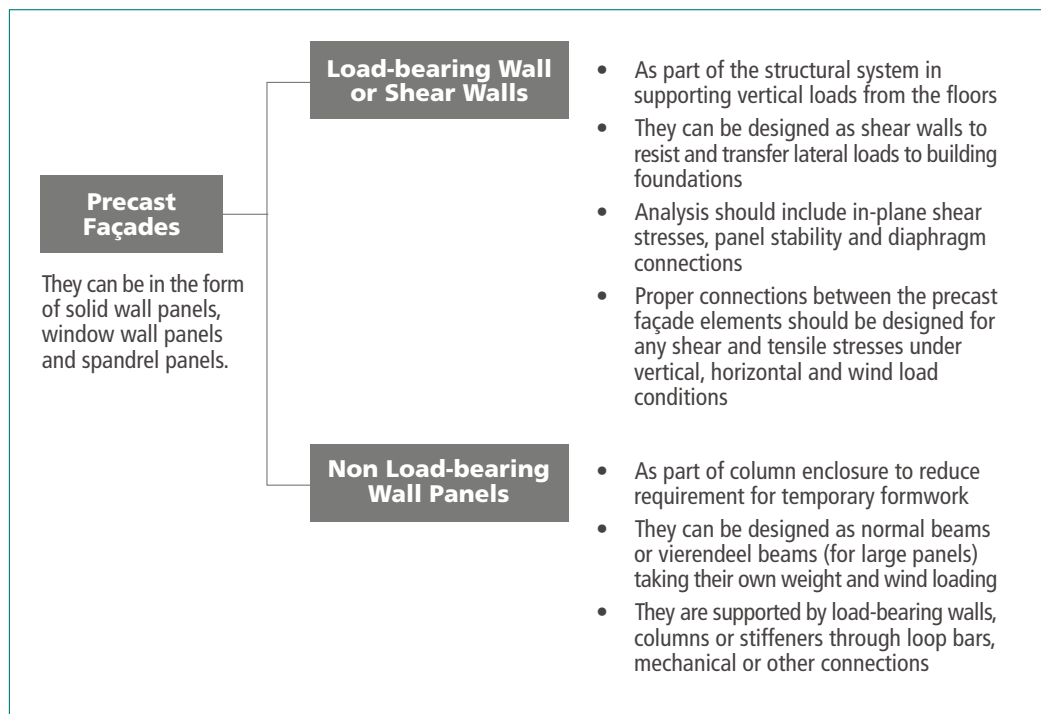 Precast
Façades
They can be in the form
of solid wall panels,
window wall panels
and spandrel panels.
Load-bearing Wall
or Shear Walls
• As part of the structural system in
supporting vertical loads from the floors
• They can be designed as shear walls to
resist and transfer lateral loads to building
foundations
• Analysis should include in-plane shear
stresses, panel stability and diaphragm
connections
• Proper connections between the precast
façade elements should be designed for
any shear and tensile stresses under
vertical, horizontal and wind load
conditions
Non Load-bearing
Wall Panels
• As part of column enclosure to reduce
requirement for temporary formwork
• They can be designed as normal beams
or vierendeel beams (for large panels)
taking their own weight and wind loading
• They are supported by load-bearing walls,
columns or stiffeners through loop bars,
mechanical or other connections